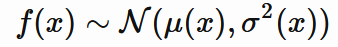 f(x) ∼ 𝒩(μ(x), σ²(x))